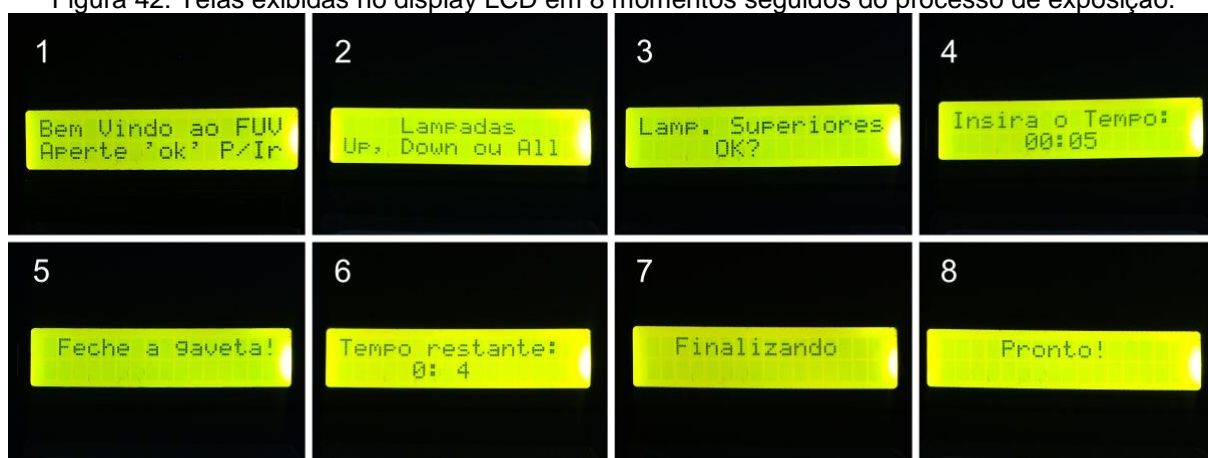 Figura 42: Telas exibidas no display LCD em 8 momentos seguidos do processo de exposição.
1
Bem Vindo ao FUV
Aperte 'ok' P/Ir
2
Lampadas
Up, Down ou All
3
Lamp. Superiores
OK?
4
Insira o Tempo:
00:05
5
Feche a gaveta!
6
Tempo restante:
0: 4
7
Finalizando
8
Pronto!